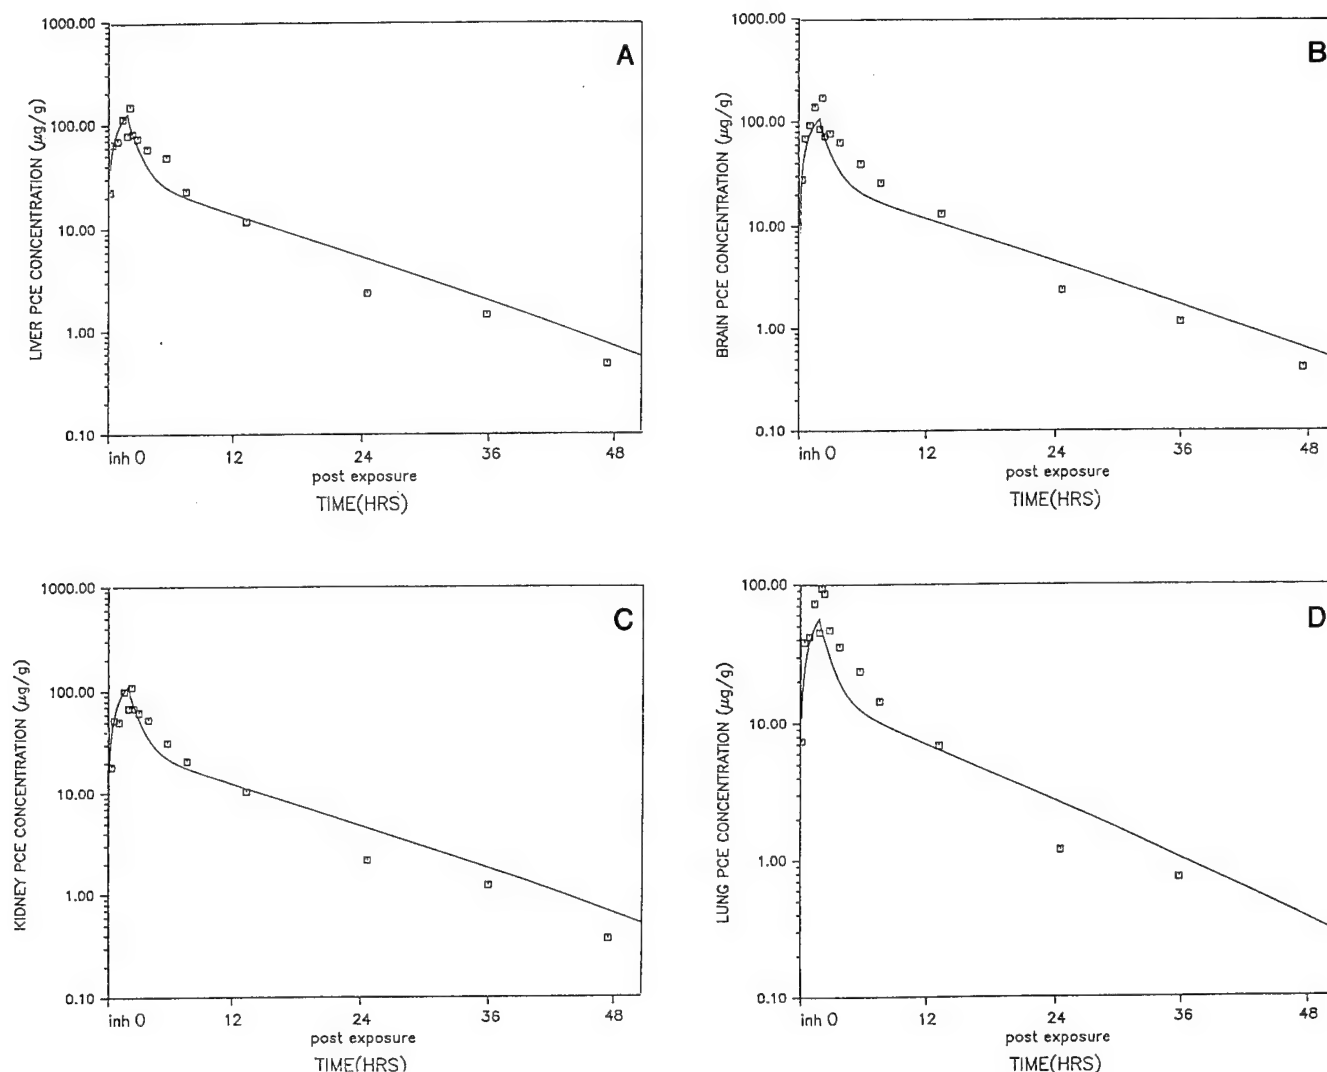 A
LIVER PCE CONCENTRATION (µg/g)
1000.00
100.00
10.00
1.00
0.10
inh 0 12 24 36 48
post exposure
TIME(HRS)
B
BRAIN PCE CONCENTRATION (µg/g)
1000.00
100.00
10.00
1.00
0.10
inh 0 12 24 36 48
post exposure
TIME(HRS)
C
KIDNEY PCE CONCENTRATION (µg/g)
1000.00
100.00
10.00
1.00
0.10
inh 0 12 24 36 48
post exposure
TIME(HRS)
D
LUNG PCE CONCENTRATION (µg/g)
100.00
10.00
1.00
0.10
inh 0 12 24 36 48
post exposure
TIME(HRS)